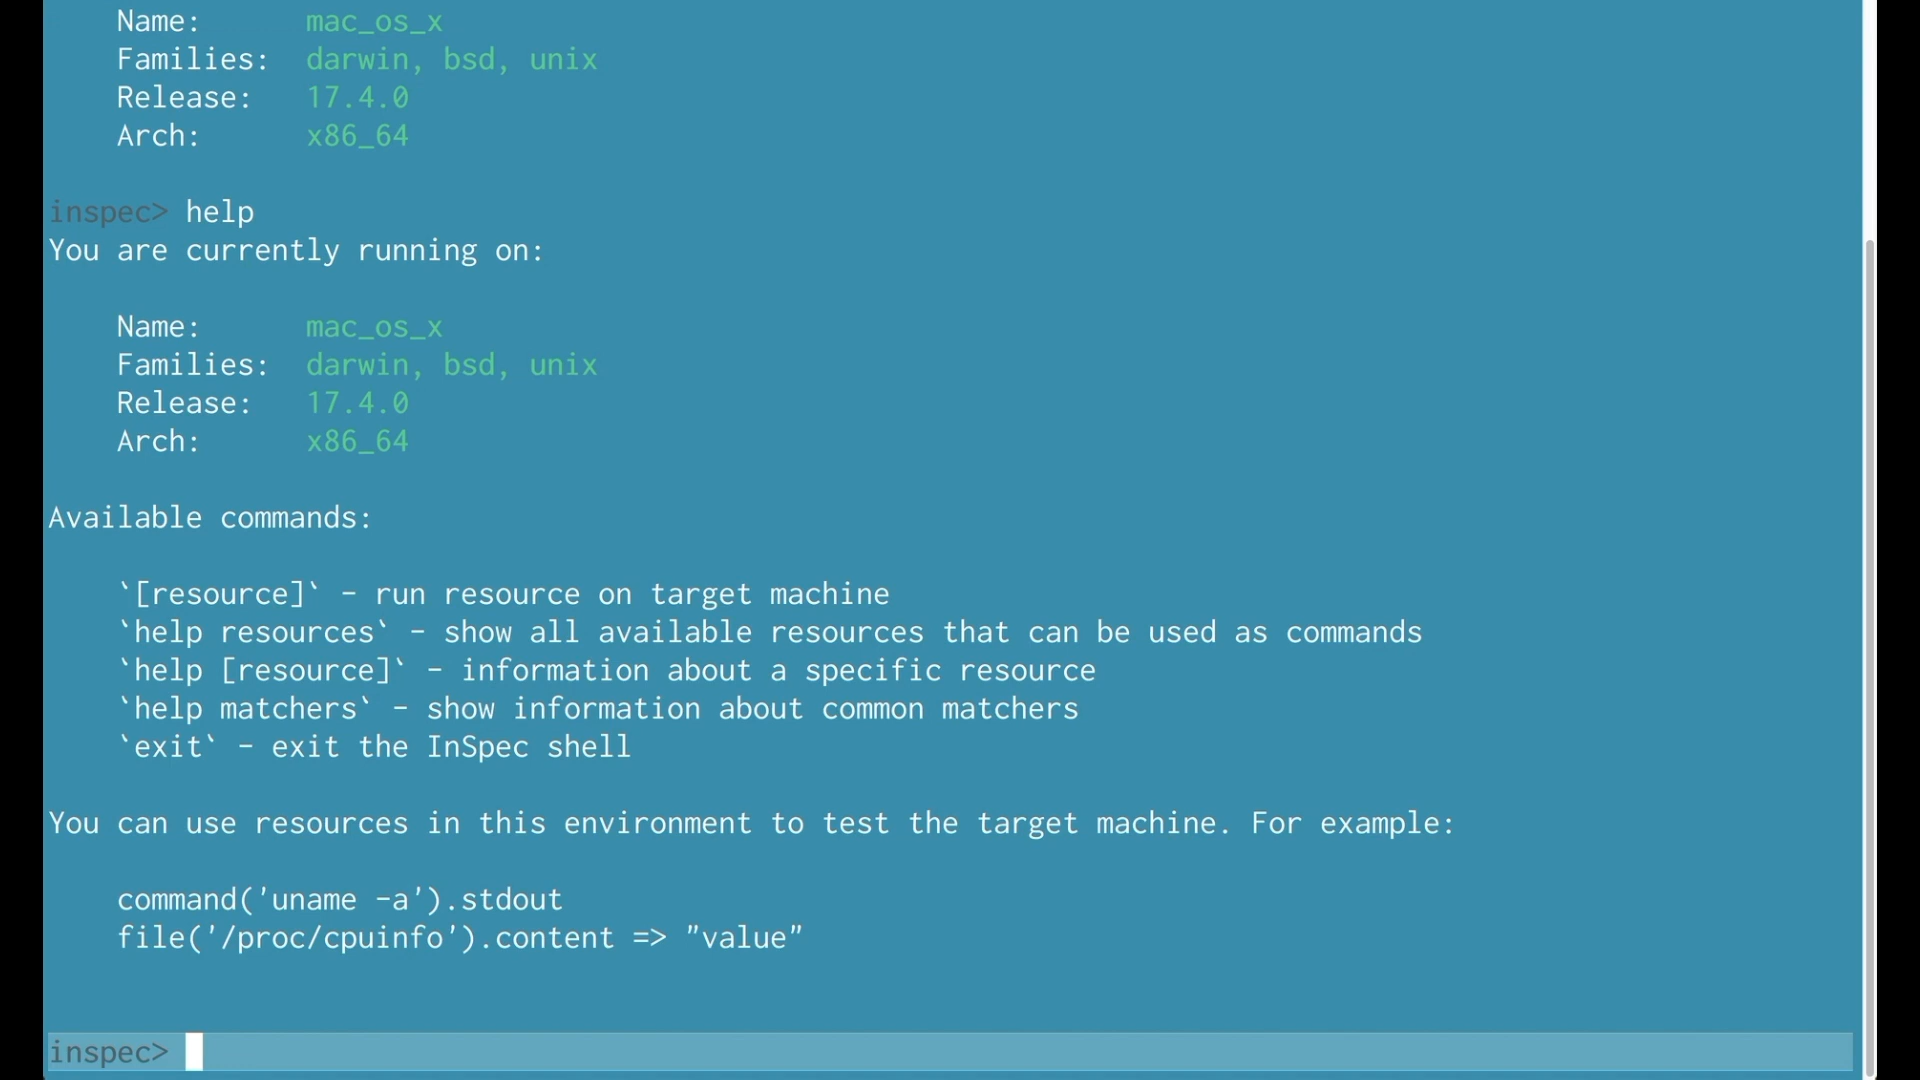 Name: mac_os_x
Families: darwin, bsd, unix
Release: 17.4.0
Arch: x86_64
inspec> help
You are currently running on:
Name: mac_os_x
Families: darwin, bsd, unix
Release: 17.4.0
Arch: x86_64
Available commands:
`[resource]` - run resource on target machine
`help resources` - show all available resources that can be used as commands
`help [resource]` - information about a specific resource
`help matchers` - show information about common matchers
`exit` - exit the InSpec shell
You can use resources in this environment to test the target machine. For example:
command('uname -a').stdout
file('/proc/cpuinfo').content => "value"
inspec>